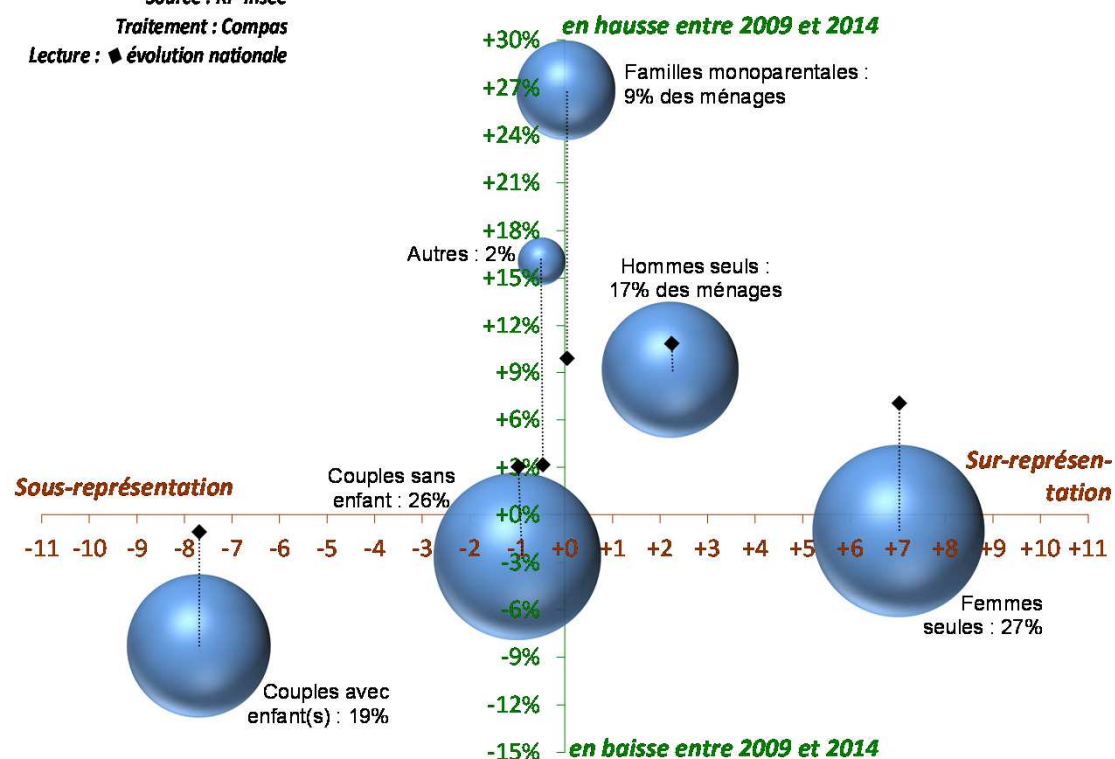 Source : RP Insee
Traitement : Compas
Lecture : ◆ évolution nationale
en hausse entre 2009 et 2014
+30%
Familles monoparentales :
9% des ménages
+27%
+24%
+21%
+18%
Autres : 2%
+15%
Hommes seuls :
17% des ménages
+12%
+9%
+6%
+3%
Couples sans
enfant : 26%
Sous-représentation
Sur-représen-
tation
+0%
-11 -10 -9 -8 -7 -6 -5 -4 -3 -2 -1 +0 +1 +2 +3 +4 +5 +6 +7 +8 +9 +10 +11
-3%
-6%
Femmes
seules : 27%
-9%
Couples avec
enfant(s) : 19%
-12%
-15%
en baisse entre 2009 et 2014